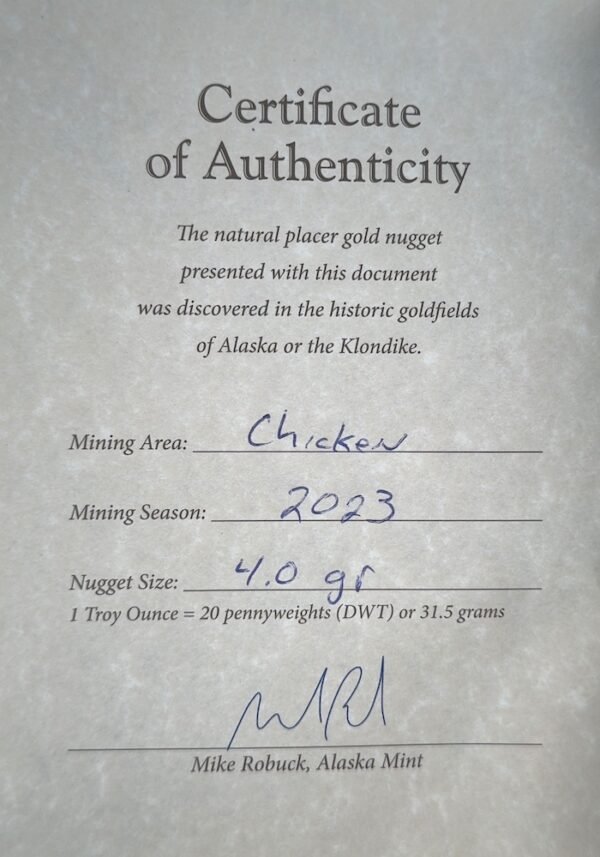 Certificate
of Authenticity
The natural placer gold nugget
presented with this document
was discovered in the historic goldfields
of Alaska or the Klondike.
Mining Area: Chicken
Mining Season: 2023
Nugget Size: 4.0 gr
1 Troy Ounce = 20 pennyweights (DWT) or 31.5 grams
Mike Robuck, Alaska Mint